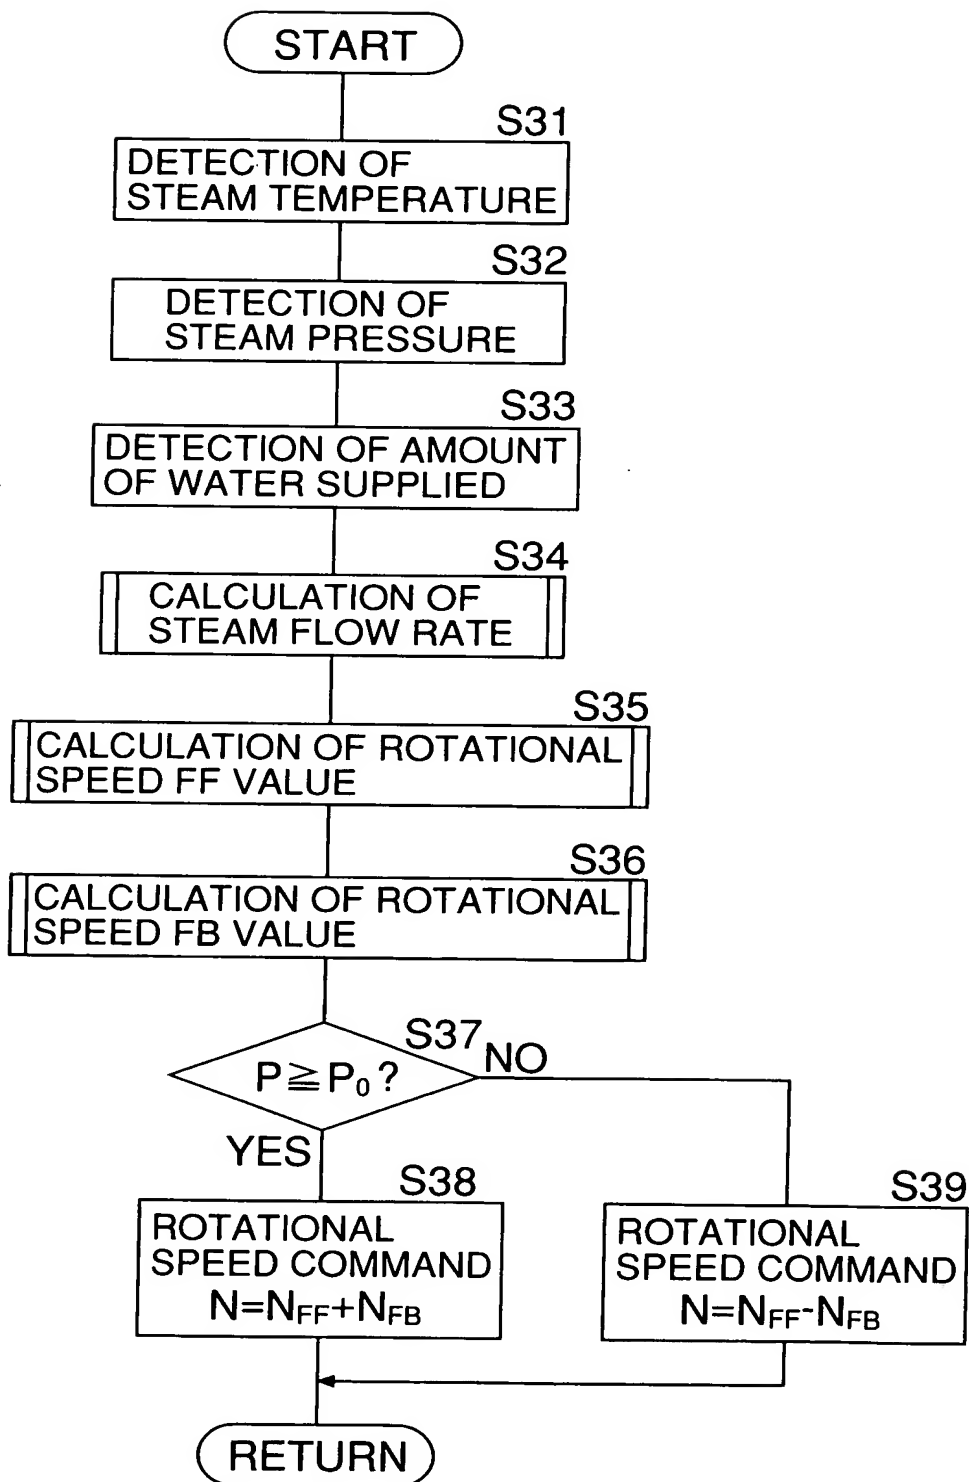 START
S31
DETECTION OF
STEAM TEMPERATURE
S32
DETECTION OF
STEAM PRESSURE
S33
DETECTION OF AMOUNT
OF WATER SUPPLIED
S34
CALCULATION OF
STEAM FLOW RATE
S35
CALCULATION OF ROTATIONAL
SPEED FF VALUE
S36
CALCULATION OF ROTATIONAL
SPEED FB VALUE
S37
P≧P₀?
NO
YES
S38
ROTATIONAL
SPEED COMMAND
N=NFF+NFB
S39
ROTATIONAL
SPEED COMMAND
N=NFF-NFB
RETURN